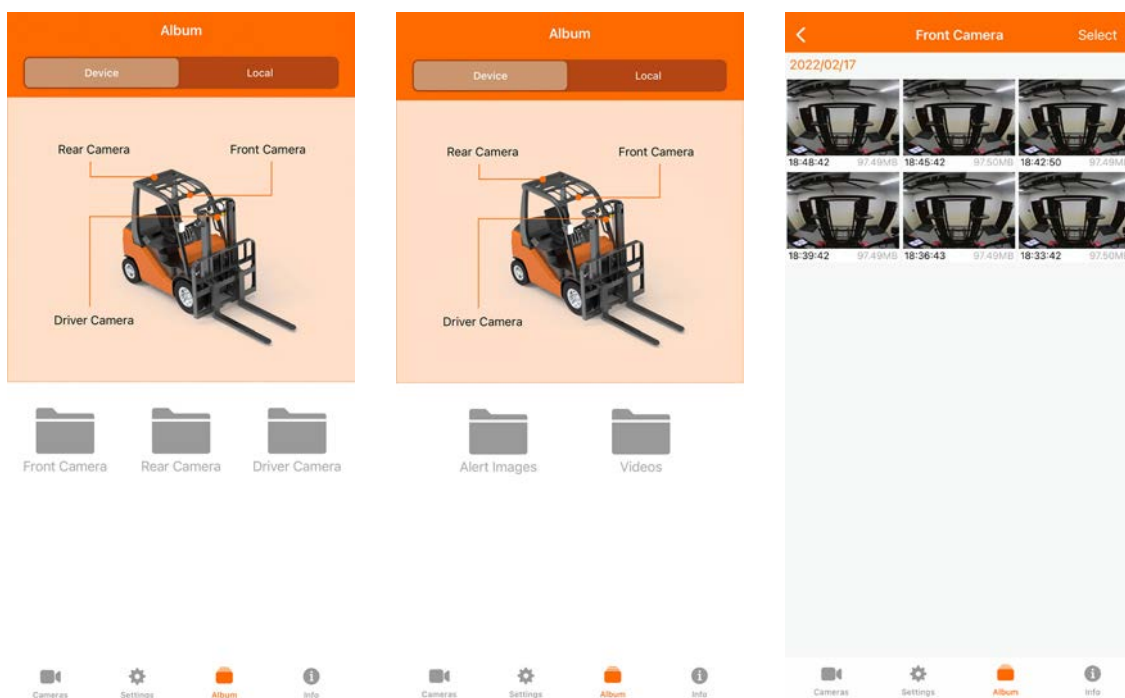 Album
Device
Local
Rear Camera
Front Camera
Driver Camera
Front Camera
Rear Camera
Driver Camera
Cameras
Settings
Album
Info
Album
Device
Local
Rear Camera
Front Camera
Driver Camera
Alert Images
Videos
Cameras
Settings
Album
Info
Front Camera
Select
2022/02/17
18:48:42 97.49MB 18:45:42 97.50MB 18:42:50 97.49M
18:39:42 97.49MB 18:36:43 97.49MB 18:33:42 97.50M
Cameras
Settings
Album
Info